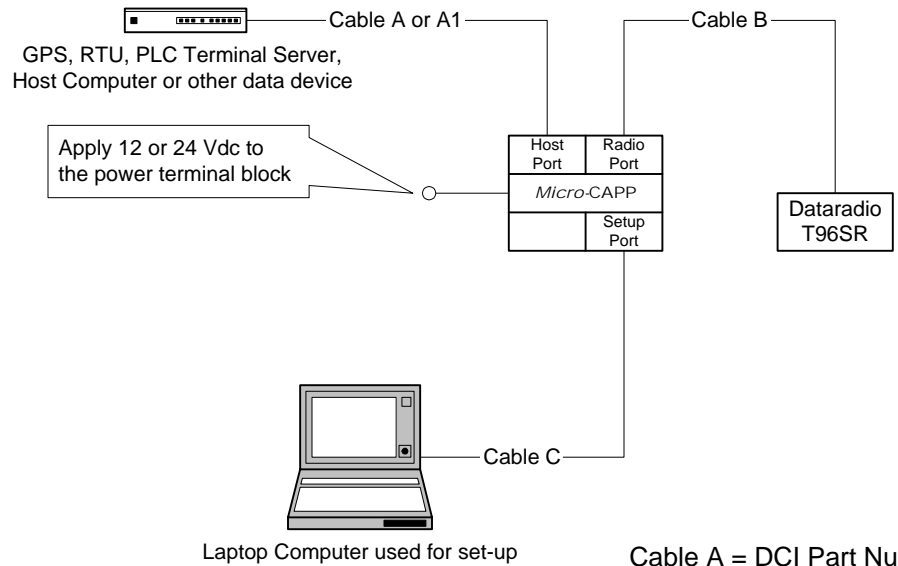 Cable A or A1
Cable B
GPS, RTU, PLC Terminal Server,
Host Computer or other data device
Apply 12 or 24 Vdc to
the power terminal block
Host
Port
Radio
Port
Micro-CAPP
Setup
Port
Dataradio
T96SR
Cable C
Laptop Computer used for set-up
Cable A = DCI Part